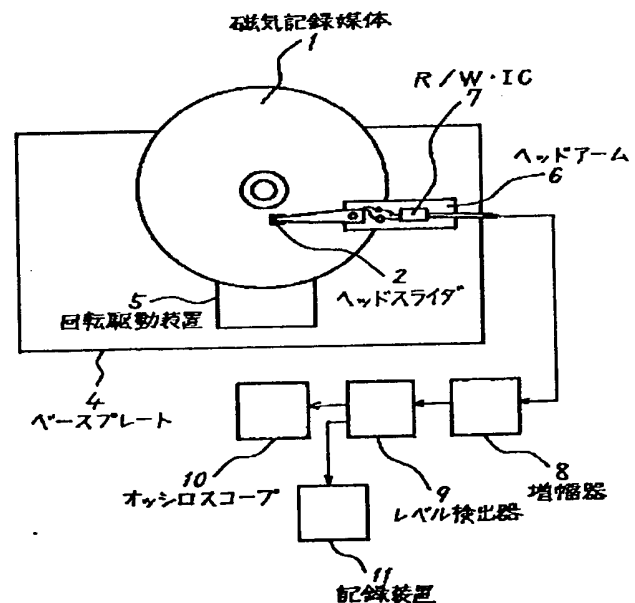 磁気記録媒体
1
R/W・IC
7
ヘッドアーム
6
2
ヘッドスライダ
5
回転駆動装置
4
ベースプレート
10
オッシロスコープ
9
レベル検出器
8
増幅器
11
記録装置